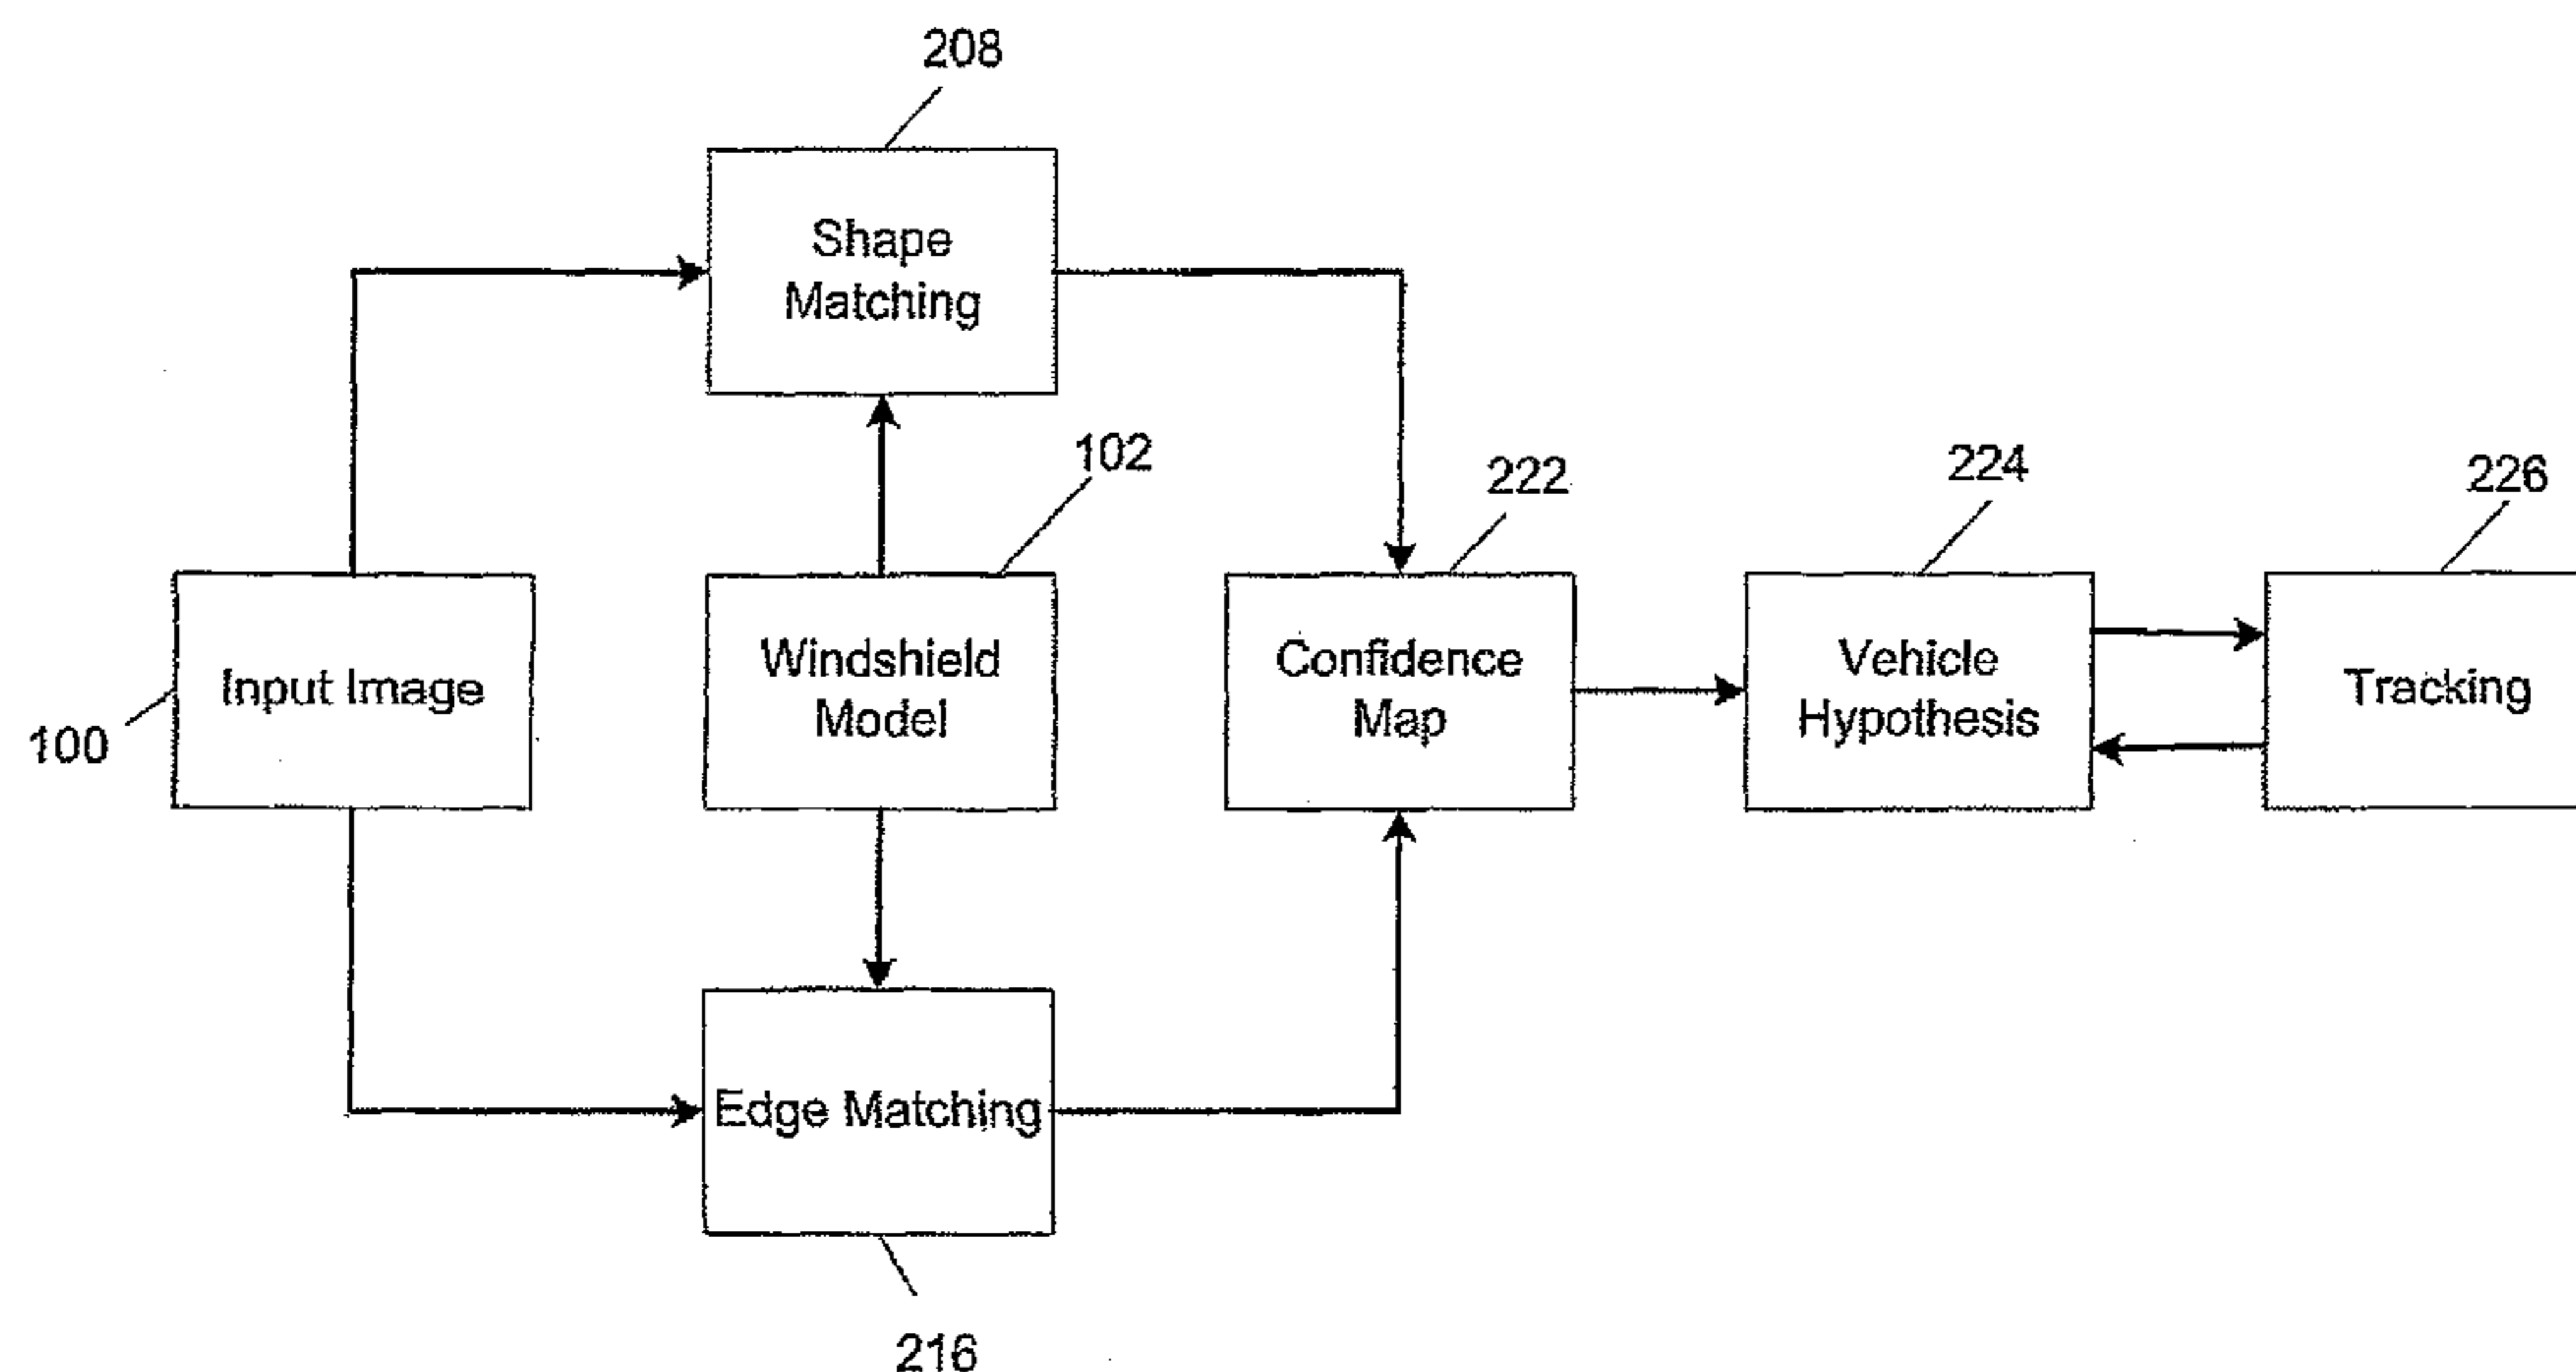 208
Shape
Matching
102
222
224
226
Input Image
Windshield
Model
Confidence
Map
Vehicle
Hypothesis
Tracking
100
Edge Matching
216